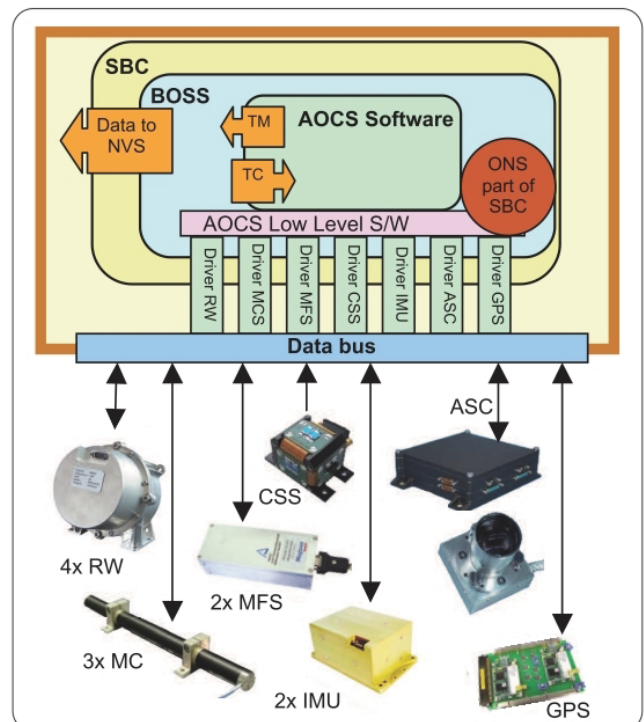 SBC
BOSS
Data to
NVS
TM
AOCS Software
TC
ONS
part of
SBC
AOCS Low Level S/W
Driver RW
Driver MCS
Driver MFS
Driver CSS
Driver IMU
Driver ASC
Driver GPS
Data bus
ASC
CSS
4x RW
2x MFS
3x MC
2x IMU
GPS